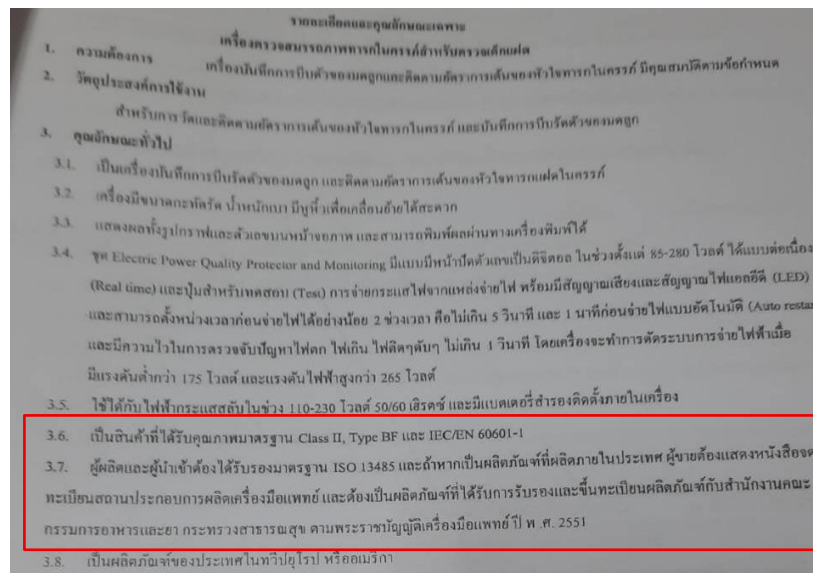 รายละเอียดและคุณลักษณะเฉพาะ
เครื่องตรวจสมรรถภาพทารกในครรภ์สำหรับตรวจเด็กแฝด
1. ความต้องการ เครื่องบันทึกการบีบตัวของมดลูกและติดตามอัตราการเต้นของหัวใจทารกในครรภ์ มีคุณสมบัติตามข้อกำหนด
2. วัตถุประสงค์การใช้งาน
สำหรับการวัดและติดตามอัตราการเต้นของหัวใจทารกในครรภ์ และบันทึกการบีบรัดตัวของมดลูก
3. คุณลักษณะทั่วไป
3.1. เป็นเครื่องบันทึกการบีบรัดตัวของมดลูก และติดตามอัตราการเต้นของหัวใจทารกแฝดในครรภ์
3.2. เครื่องมีขนาดกะทัดรัด น้ำหนักเบา มีหูหิ้วเพื่อเคลื่อนย้ายได้สะดวก
3.3. แสดงผลทั้งรูปกราฟและตัวเลขบนหน้าจอภาพ และสามารถพิมพ์ผลผ่านทางเครื่องพิมพ์ได้
3.4. ชุด Electric Power Quality Protector and Monitoring มีแบบมีหน้าปัดตัวเลขเป็นดิจิตอล ในช่วงตั้งแต่ 85-280 โวลต์ ได้แบบต่อเนื่อง
(Real time) และปุ่มสำหรับทดสอบ (Test) การจ่ายกระแสไฟจากแหล่งจ่ายไฟ พร้อมมีสัญญาณเสียงและสัญญาณไฟแอลอีดี (LED)
และสามารถตั้งหน่วงเวลาก่อนจ่ายไฟได้อย่างน้อย 2 ช่วงเวลา คือไม่เกิน 5 วินาที และ 1 นาทีก่อนจ่ายไฟแบบอัตโนมัติ (Auto restar
และมีความไวในการตรวจจับปัญหาไฟตก ไฟเกิน ไฟติดๆดับๆ ไม่เกิน 1 วินาที โดยเครื่องจะทำการตัดระบบการจ่ายไฟฟ้าเมื่อ
มีแรงดันต่ำกว่า 175 โวลต์ และแรงดันไฟฟ้าสูงกว่า 265 โวลต์
3.5. ใช้ได้กับไฟฟ้ากระแสสลับในช่วง 110-230 โวลต์ 50/60 เฮิรตซ์ และมีแบตเตอรี่สำรองติดตั้งภายในเครื่อง
3.6. เป็นสินค้าที่ได้รับคุณภาพมาตรฐาน Class II, Type BF และ IEC/EN 60601-1
3.7. ผู้ผลิตและผู้นำเข้าต้องได้รับรองมาตรฐาน ISO 13485 และถ้าหากเป็นผลิตภัณฑ์ที่ผลิตภายในประเทศ ผู้ขายต้องแสดงหนังสือจด
ทะเบียนสถานประกอบการผลิตเครื่องมือแพทย์ และต้องเป็นผลิตภัณฑ์ที่ได้รับการรับรองและขึ้นทะเบียนผลิตภัณฑ์กับสำนักงานคณะ
กรรมการอาหารและยา กระทรวงสาธารณสุข ตามพระราชบัญญัติเครื่องมือแพทย์ ปี พ.ศ. 2551
3.8. เป็นผลิตภัณฑ์ของประเทศในทวีปยุโรป หรืออเมริกา